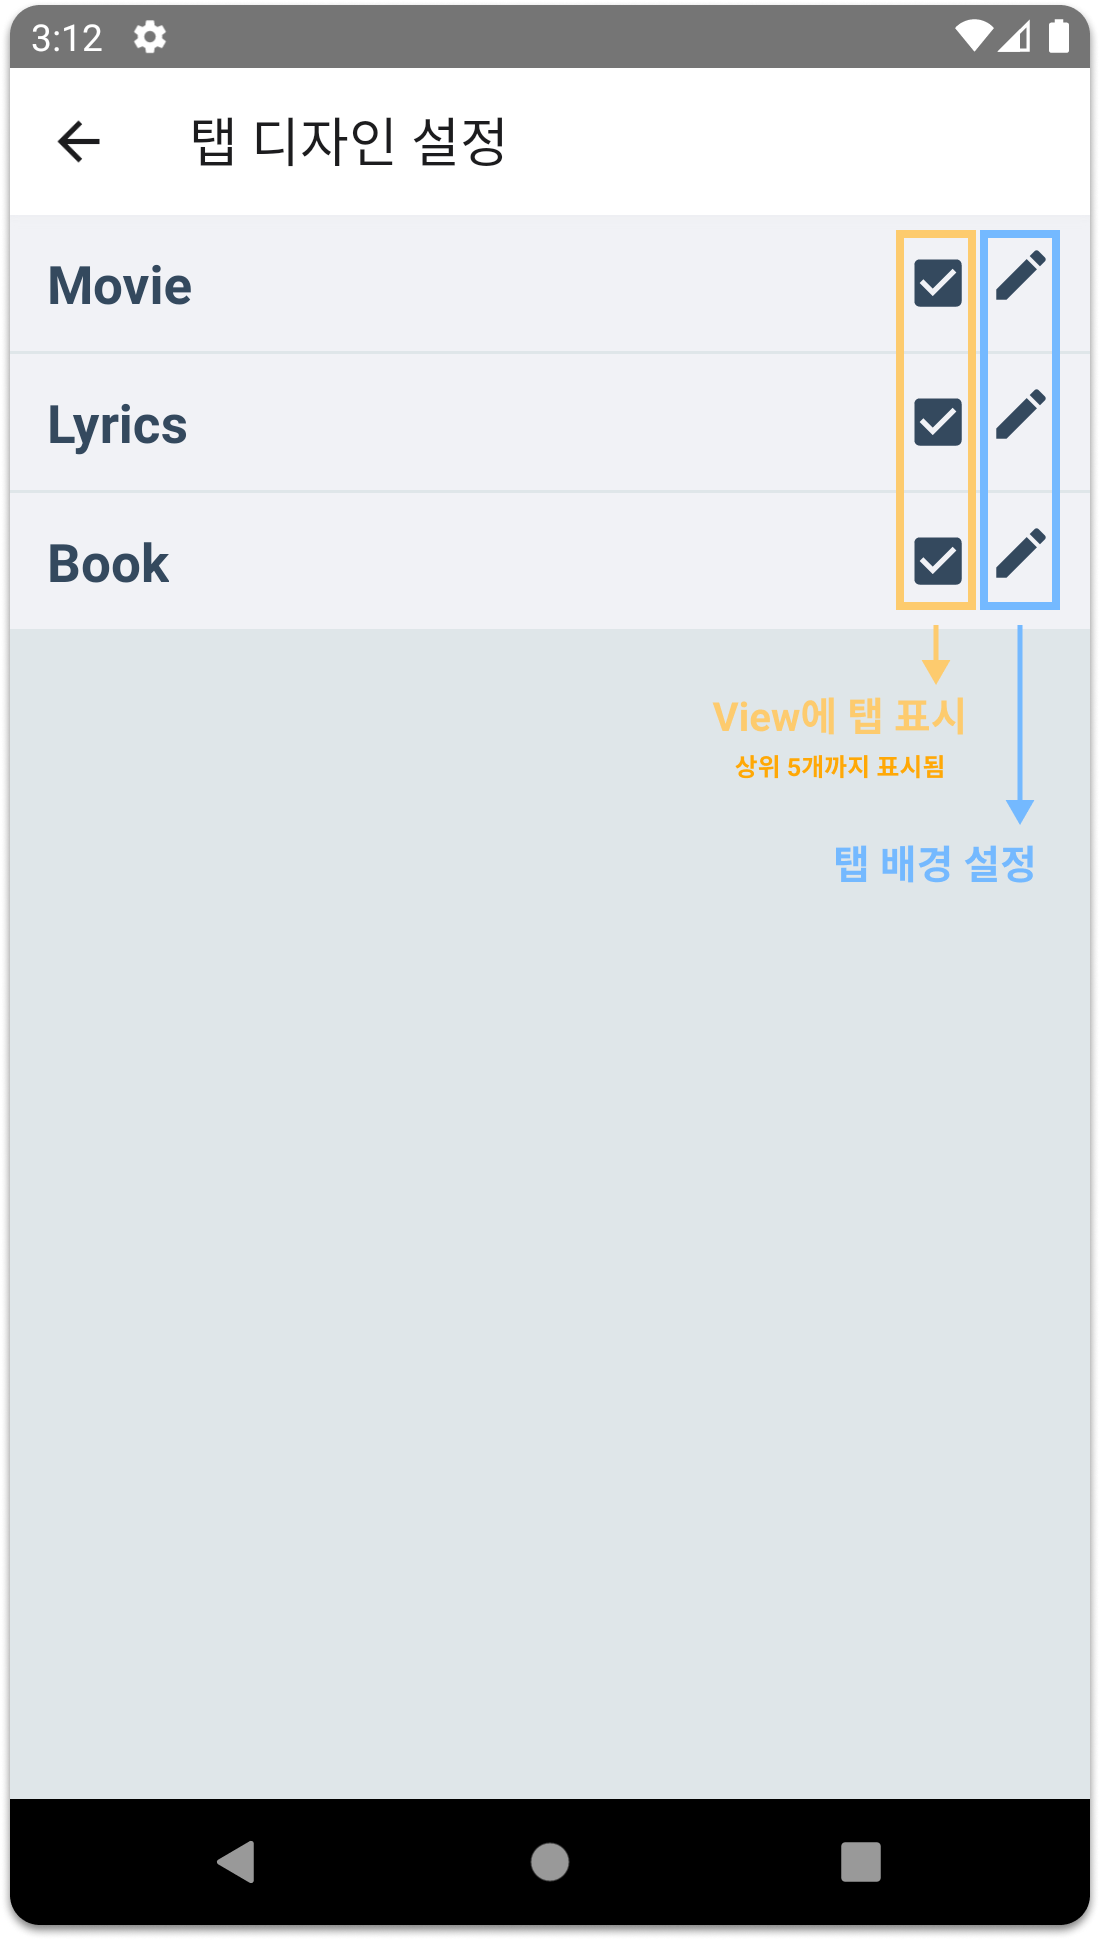 3:12
탭 디자인 설정
Movie
Lyrics
Book
View에 탭 표시
상위 5개까지 표시됨
탭 배경 설정